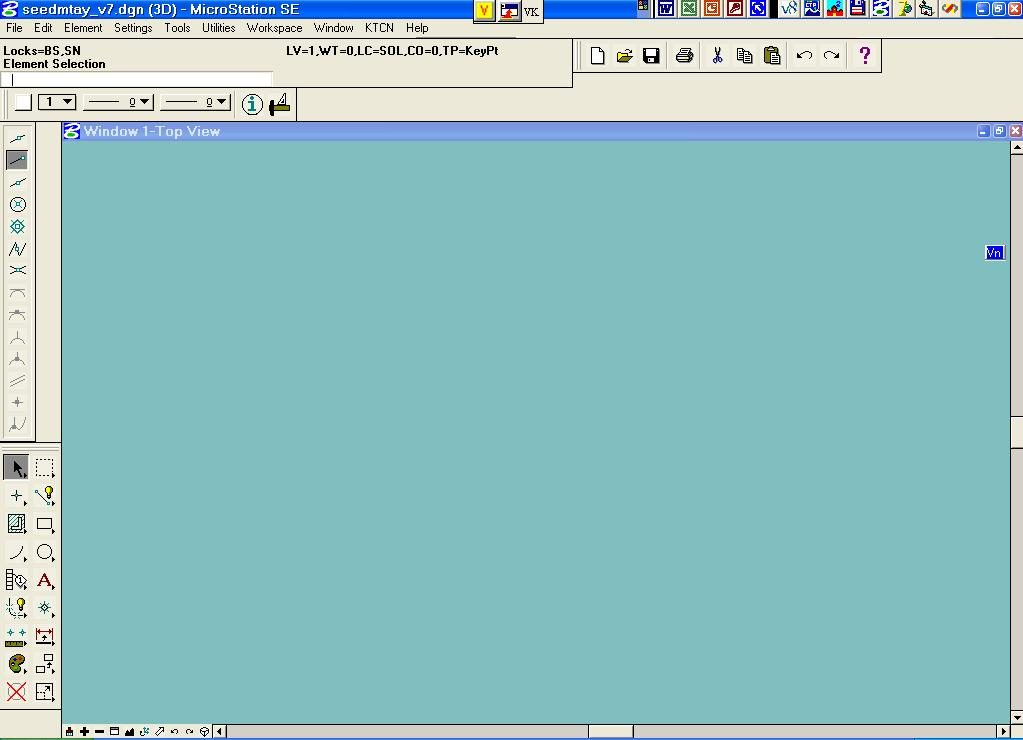 seedmtay_v7.dgn (3D) - MicroStation SE
V VK
File Edit Element Settings Tools Utilities Workspace Window KTCN Help
Locks=BS,SN LV=1,WT=0,LC=SOL,CO=0,TP=KeyPt
Element Selection
1 0 0
Window 1-Top View
Vn
A